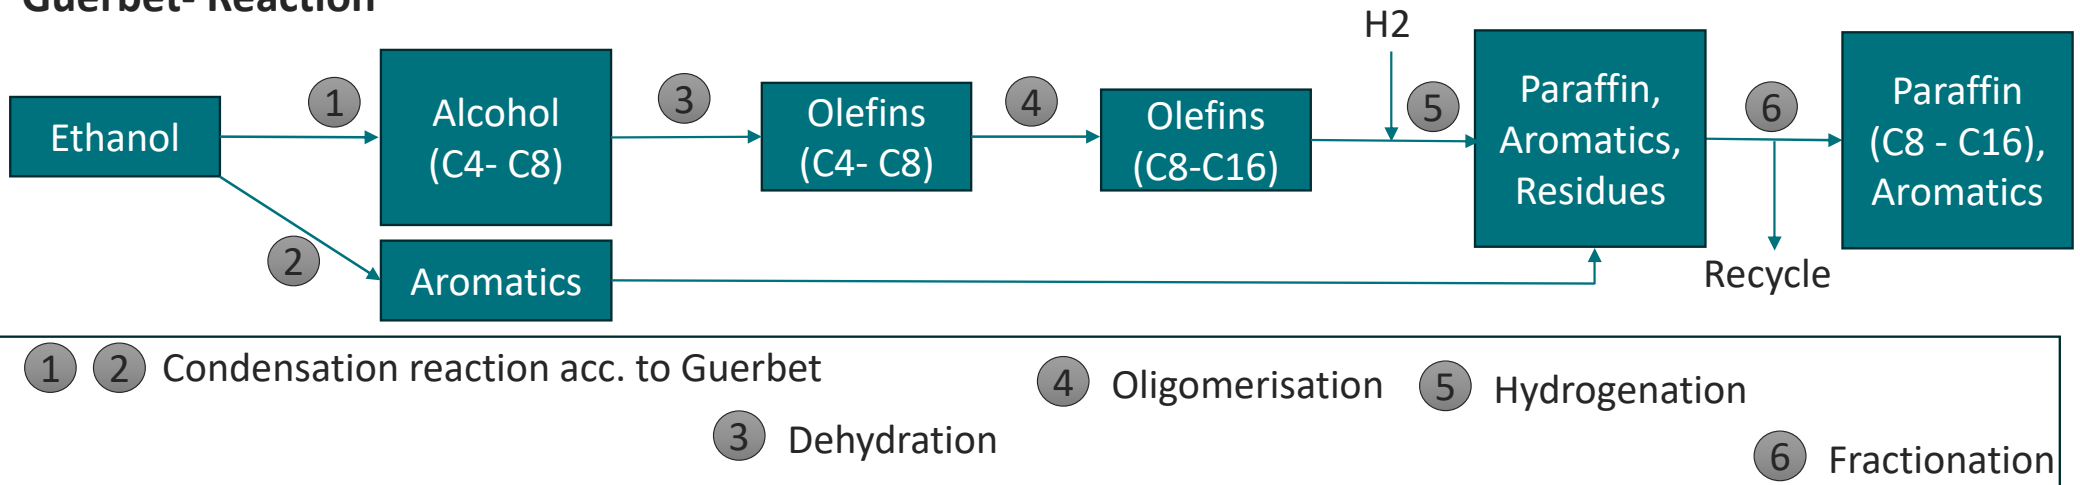 Guerbet- Reaction
H2
1
3
4
5
6
2
Ethanol
Alcohol
(C4- C8)
Olefins
(C4- C8)
Olefins
(C8-C16)
Paraffin,
Aromatics,
Residues
Paraffin
(C8 - C16),
Aromatics
Aromatics
Recycle
1 2 Condensation reaction acc. to Guerbet
3 Dehydration
4 Oligomerisation
5 Hydrogenation
6 Fractionation